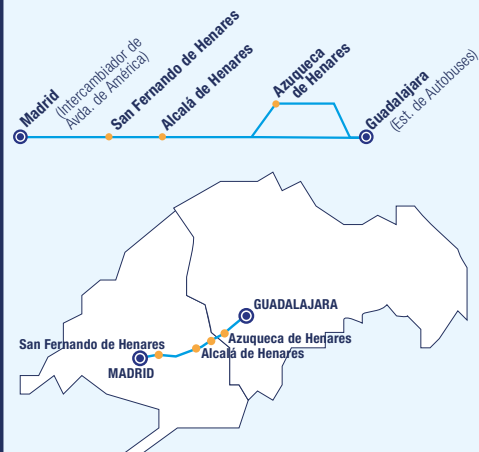 Madrid
(Intercambiador de
Avda. de América)
San Fernando de Henares
Alcalá de Henares
Azuqueca
de Henares
Guadalajara
(Est. de Autobuses)
GUADALAJARA
Azuqueca de Henares
San Fernando de Henares
Alcalá de Henares
MADRID